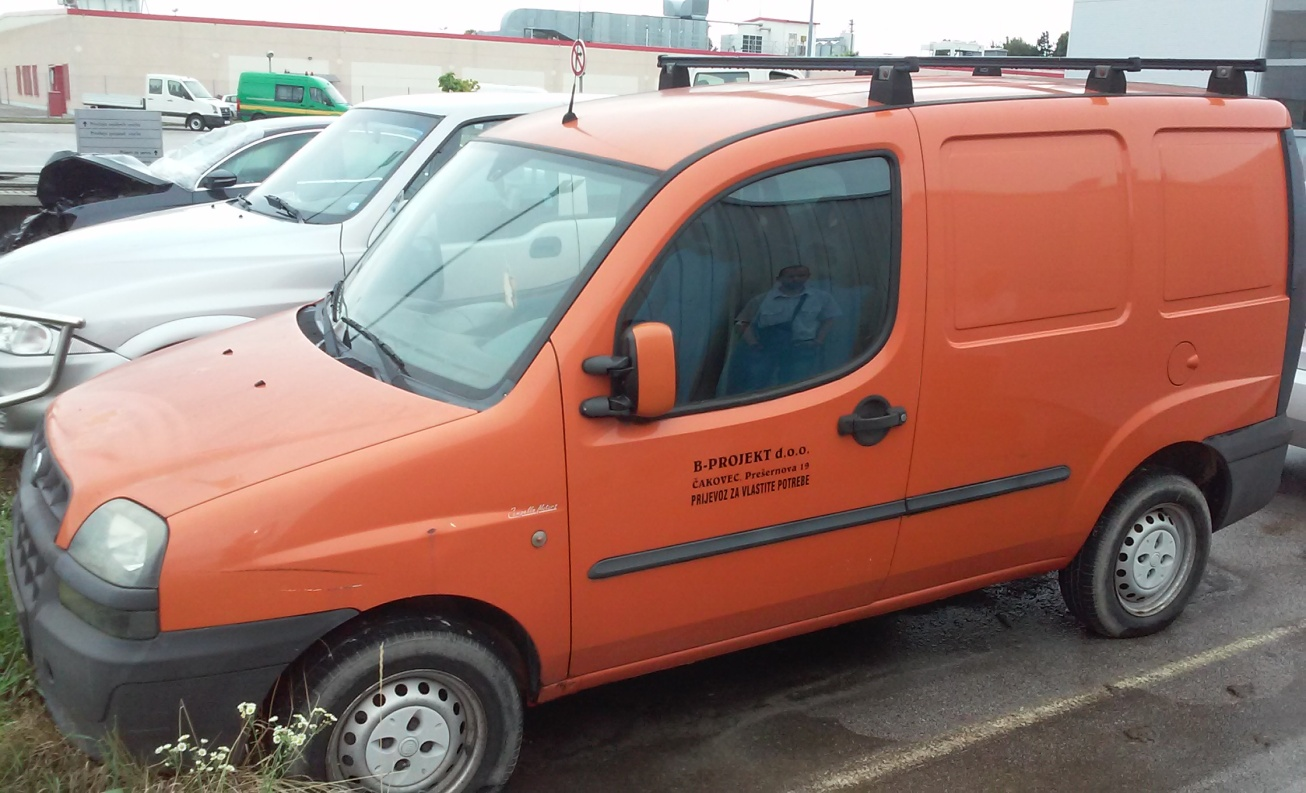 B-PROJEKT d.o.o.
ČAKOVEC, Prešernova 19
PRIJEVOZ ZA VLASTITE POTREBE